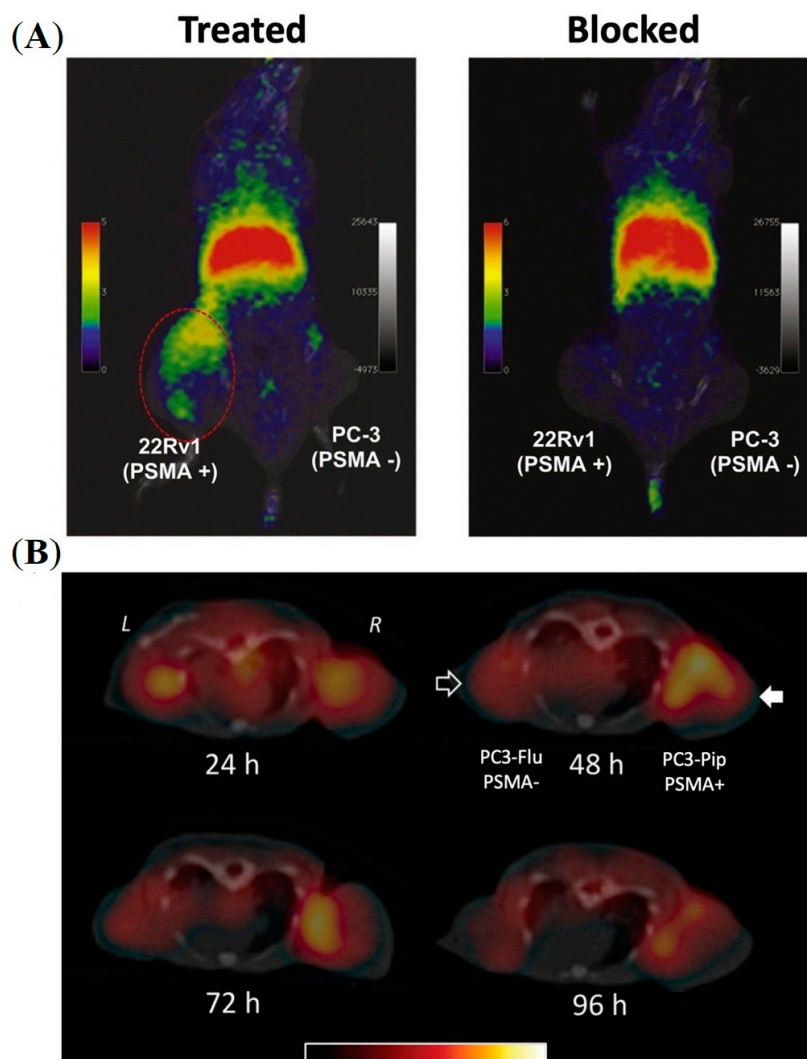 (A)
Treated
Blocked
5
3
0
25643
10335
-4973
22Rv1
(PSMA +)
PC-3
(PSMA -)
6
3
0
26755
11563
-3629
22Rv1
(PSMA +)
PC-3
(PSMA -)
(B)
L
R
24 h
PC3-Flu
PSMA-
48 h
PC3-Pip
PSMA+
72 h
96 h